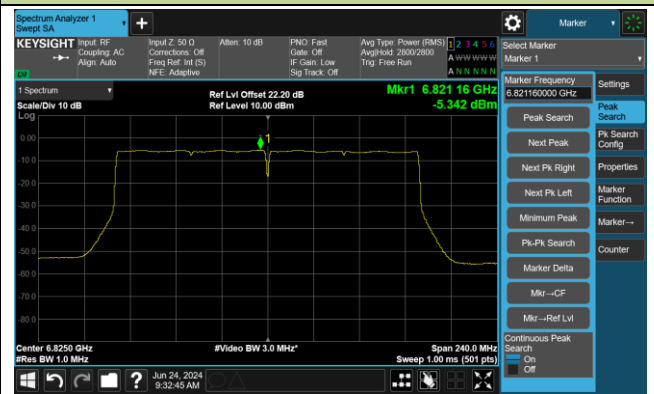 Spectrum Analyzer 1
Swept SA
+
Marker
KEYSIGHT
Input: RF
Coupling: AC
Align: Auto
Input Z: 50 Ω
Corrections: Off
Freq Ref: Int (S)
NFE: Adaptive
Atten: 10 dB
PNO: Fast
Gate: Off
IF Gain: Low
Sig Track: Off
Avg Type: Power (RMS)
Avg|Hold: 2800/2800
Trig: Free Run
1 2 3 4 5 6
A W W W W W
A N N N N N
LXI
Select Marker
Marker 1
1 Spectrum
Scale/Div 10 dB
Log
Ref Lvl Offset 22.20 dB
Ref Level 10.00 dBm
Mkr1 6.821 16 GHz
-5.342 dBm
1
0.00
-10.0
-20.0
-30.0
-40.0
-50.0
-60.0
-70.0
-80.0
Center 6.8250 GHz
#Res BW 1.0 MHz
#Video BW 3.0 MHz*
Span 240.0 MHz
Sweep 1.00 ms (501 pts)
Marker Frequency
6.821160000 GHz
Peak Search
Next Peak
Next Pk Right
Next Pk Left
Minimum Peak
Pk-Pk Search
Marker Delta
Mkr→CF
Mkr→Ref Lvl
Continuous Peak
Search
On
Off
Settings
Peak
Search
Pk Search
Config
Properties
Marker
Function
Marker→
Counter
?
Jun 24, 2024
9:32:45 AM